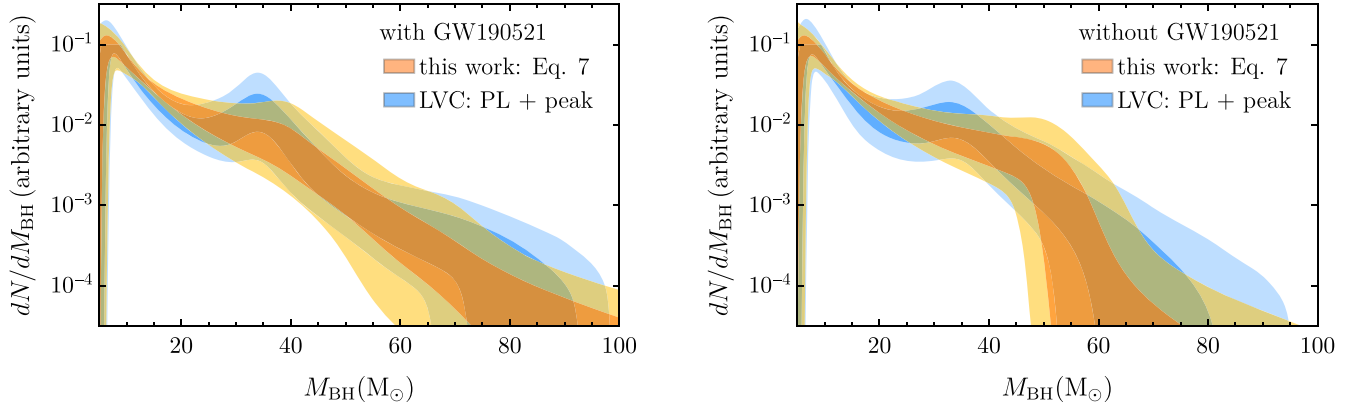 with GW190521
this work: Eq. 7
LVC: PL + peak
10⁻¹
10⁻²
10⁻³
10⁻⁴
dN/dM_BH (arbitrary units)
20 40 60 80 100
M_BH(M_⊙)
without GW190521
this work: Eq. 7
LVC: PL + peak
10⁻¹
10⁻²
10⁻³
10⁻⁴
dN/dM_BH (arbitrary units)
20 40 60 80 100
M_BH(M_⊙)